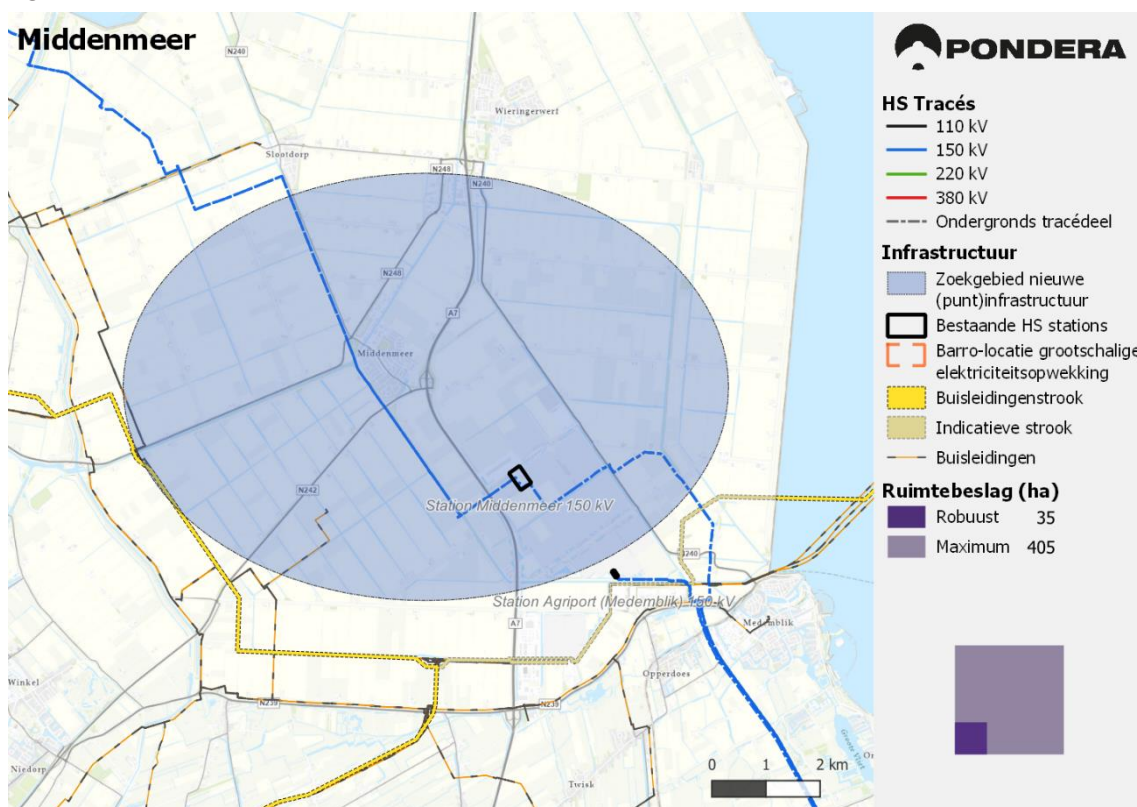 Middenmeer
N240
Wieringerwerf
Slootdorp
N248
N240
N248
A7
Middenmeer
N242
Station Middenmeer 150 kV
Station Agriport (Medemblik) 150 kV
A7
Medemblik
Opperdoes
Winkel
N239
N239
Niedorp
Twisk
0 1 2 km
PONDERA
HS Tracés
110 kV
150 kV
220 kV
380 kV
Ondergronds tracédeel
Infrastructuur
Zoekgebied nieuwe
(punt)infrastructuur
Bestaande HS stations
Barro-locatie grootschalige
elektriciteitsopwekking
Buisleidingenstrook
Indicatieve strook
Buisleidingen
Ruimtebeslag (ha)
Robuust 35
Maximum 405